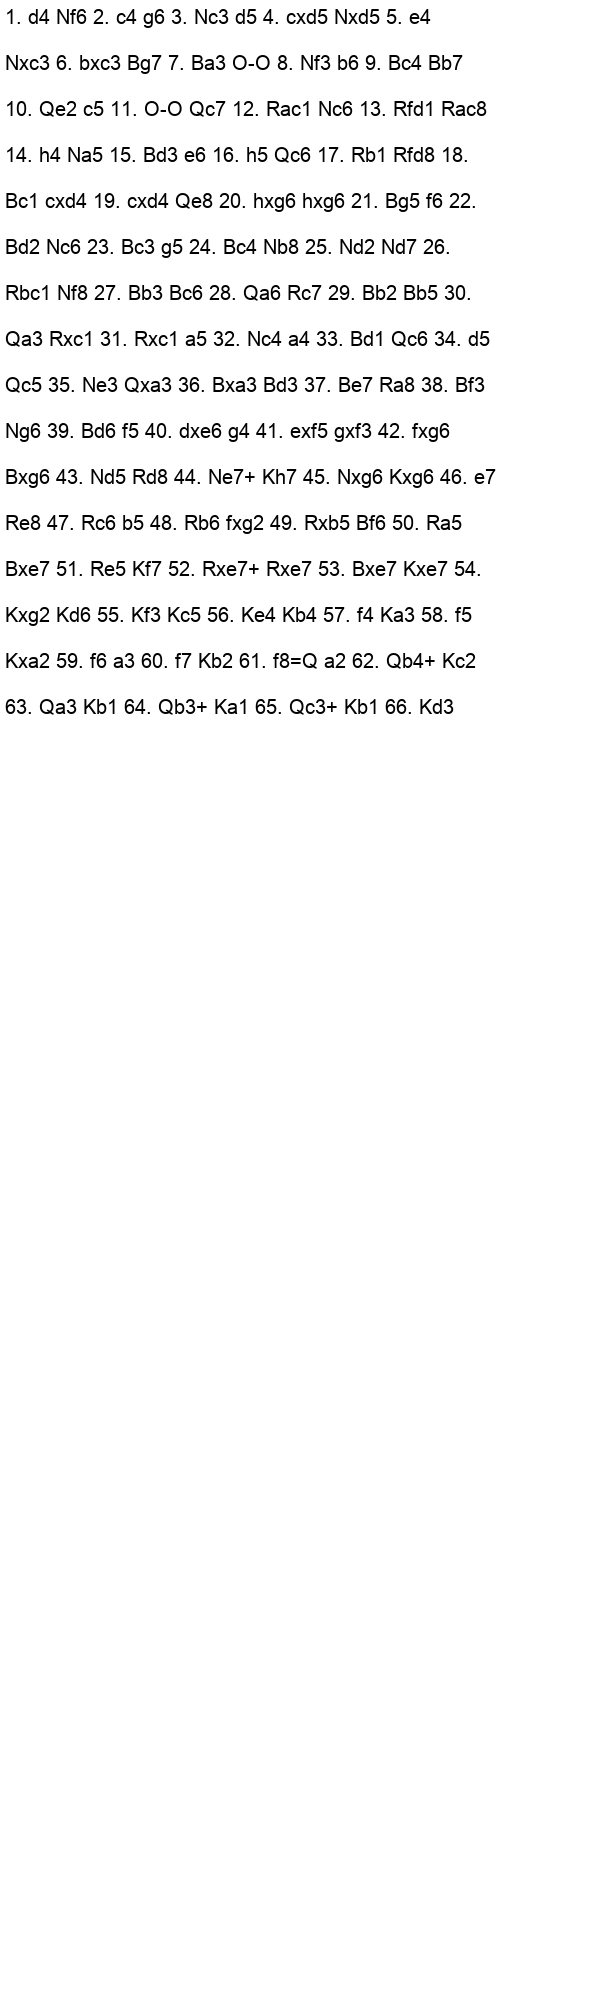 1. d4 Nf6 2. c4 g6 3. Nc3 d5 4. cxd5 Nxd5 5. e4
Nxc3 6. bxc3 Bg7 7. Ba3 O-O 8. Nf3 b6 9. Bc4 Bb7
10. Qe2 c5 11. O-O Qc7 12. Rac1 Nc6 13. Rfd1 Rac8
14. h4 Na5 15. Bd3 e6 16. h5 Qc6 17. Rb1 Rfd8 18.
Bc1 cxd4 19. cxd4 Qe8 20. hxg6 hxg6 21. Bg5 f6 22.
Bd2 Nc6 23. Bc3 g5 24. Bc4 Nb8 25. Nd2 Nd7 26.
Rbc1 Nf8 27. Bb3 Bc6 28. Qa6 Rc7 29. Bb2 Bb5 30.
Qa3 Rxc1 31. Rxc1 a5 32. Nc4 a4 33. Bd1 Qc6 34. d5
Qc5 35. Ne3 Qxa3 36. Bxa3 Bd3 37. Be7 Ra8 38. Bf3
Ng6 39. Bd6 f5 40. dxe6 g4 41. exf5 gxf3 42. fxg6
Bxg6 43. Nd5 Rd8 44. Ne7+ Kh7 45. Nxg6 Kxg6 46. e7
Re8 47. Rc6 b5 48. Rb6 fxg2 49. Rxb5 Bf6 50. Ra5
Bxe7 51. Re5 Kf7 52. Rxe7+ Rxe7 53. Bxe7 Kxe7 54.
Kxg2 Kd6 55. Kf3 Kc5 56. Ke4 Kb4 57. f4 Ka3 58. f5
Kxa2 59. f6 a3 60. f7 Kb2 61. f8=Q a2 62. Qb4+ Kc2
63. Qa3 Kb1 64. Qb3+ Ka1 65. Qc3+ Kb1 66. Kd3